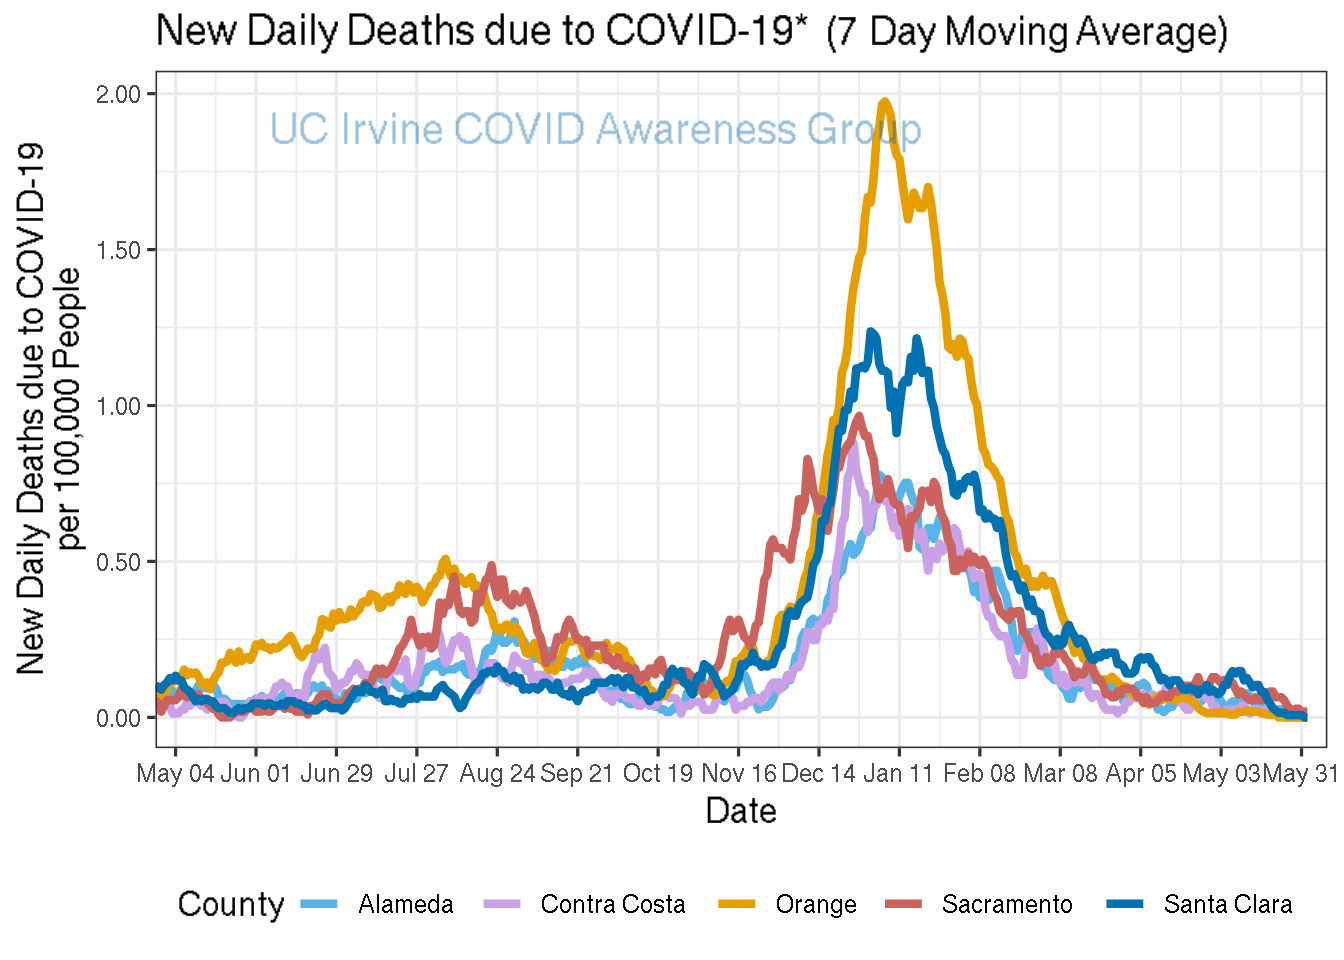 New Daily Deaths due to COVID-19* (7 Day Moving Average)
UC Irvine COVID Awareness Group
New Daily Deaths due to COVID-19
per 100,000 People
2.00
1.50
1.00
0.50
0.00
May 04 Jun 01 Jun 29 Jul 27 Aug 24 Sep 21 Oct 19 Nov 16 Dec 14 Jan 11 Feb 08 Mar 08 Apr 05 May 03 May 31
Date
County Alameda Contra Costa Orange Sacramento Santa Clara